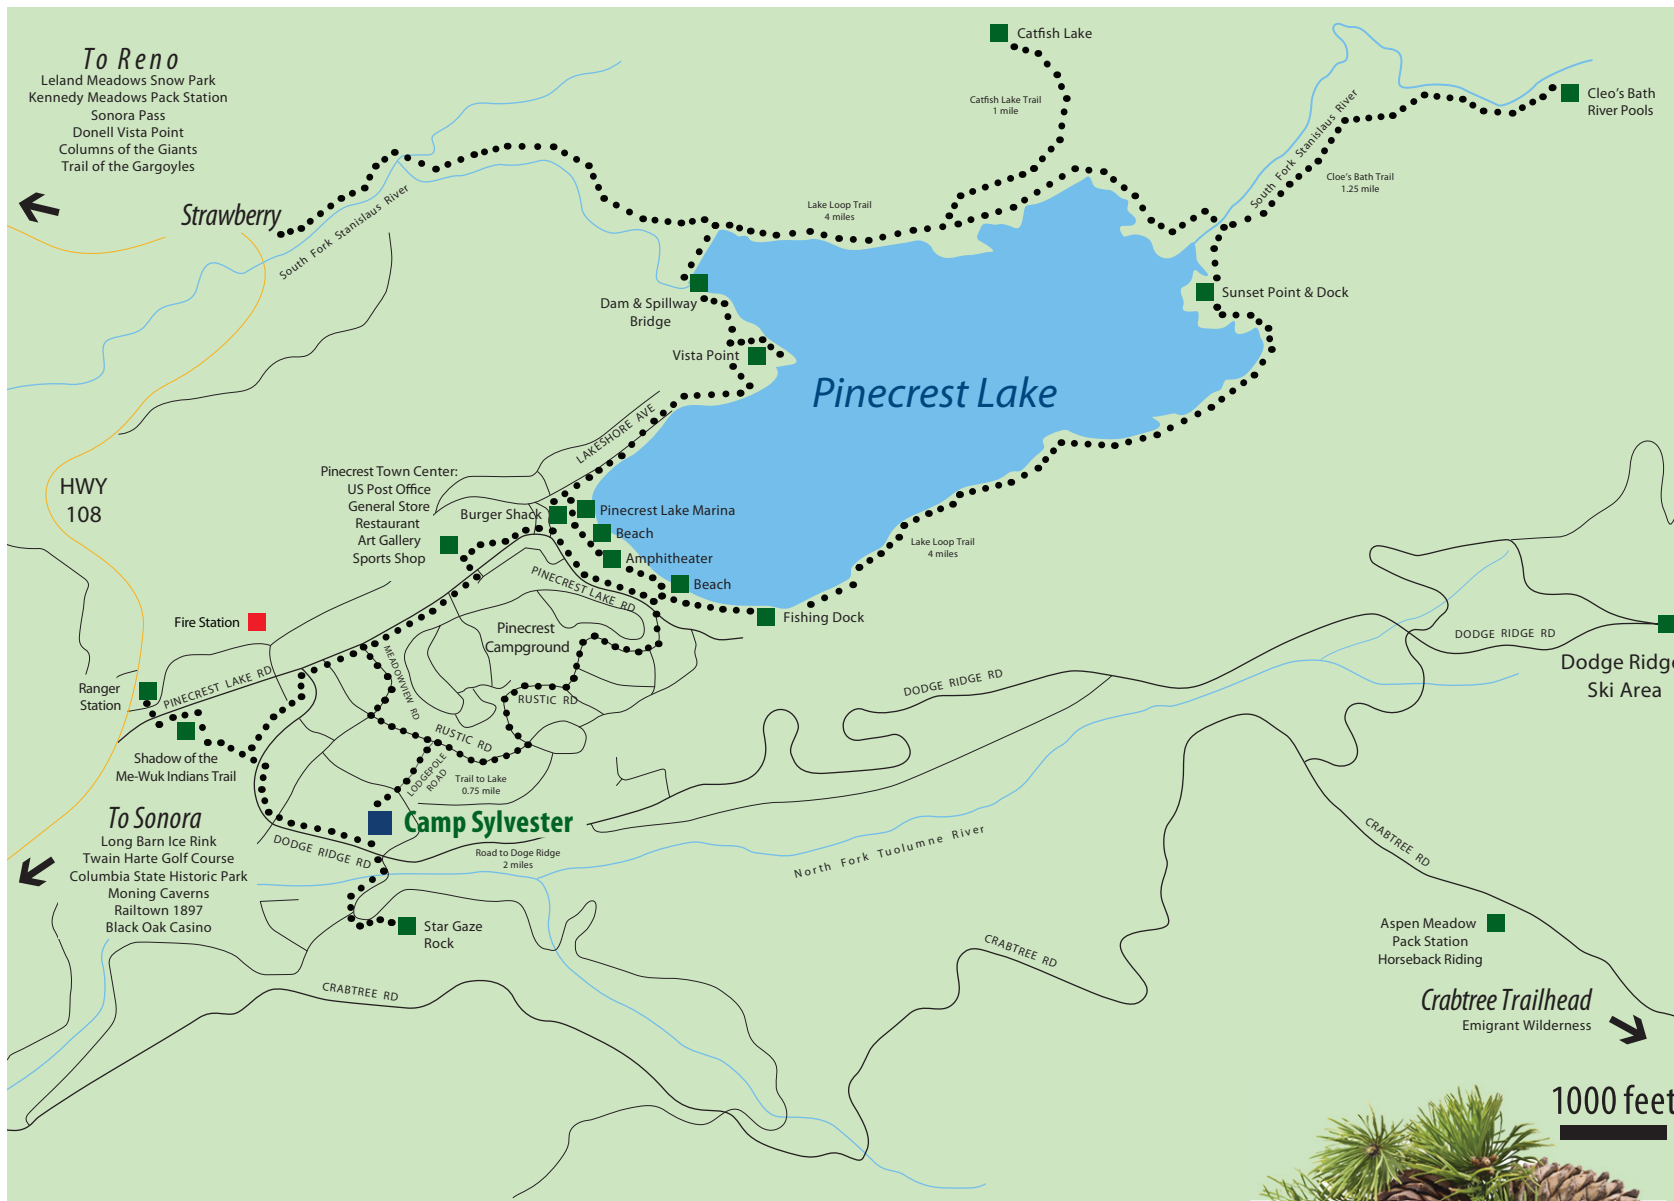 To Reno
Leland Meadows Snow Park
Kennedy Meadows Pack Station
Sonora Pass
Donell Vista Point
Columns of the Giants
Trail of the Gargoyles
Strawberry
South Fork Stanislaus River
Catfish Lake
Catfish Lake Trail
1 mile
Lake Loop Trail
4 miles
South Fork Stanislaus River
Cleo's Bath
River Pools
Cloe's Bath Trail
1.25 mile
Dam & Spillway
Bridge
Vista Point
Sunset Point & Dock
Pinecrest Lake
LAKESHORE AVE
HWY
108
Pinecrest Town Center:
US Post Office
General Store
Restaurant
Art Gallery
Sports Shop
Burger Shack
Pinecrest Lake Marina
Beach
Amphitheater
Beach
Fishing Dock
Lake Loop Trail
4 miles
PINECREST LAKE RD
Pinecrest
Campground
Fire Station
Ranger
Station
PINECREST LAKE RD
MEADOWVIEW RD
RUSTIC RD
RUSTIC RD
LODGEPOLE
ROAD
Trail to Lake
0.75 mile
Shadow of the
Me-Wuk Indians Trail
DODGE RIDGE RD
DODGE RIDGE RD
Dodge Ridge
Ski Area
To Sonora
Long Barn Ice Rink
Twain Harte Golf Course
Columbia State Historic Park
Moning Caverns
Railtown 1897
Black Oak Casino
Camp Sylvester
DODGE RIDGE RD
Road to Doge Ridge
2 miles
North Fork Tuolumne River
Star Gaze
Rock
CRABTREE RD
CRABTREE RD
CRABTREE RD
Aspen Meadow
Pack Station
Horseback Riding
Crabtree Trailhead
Emigrant Wilderness
1000 feet